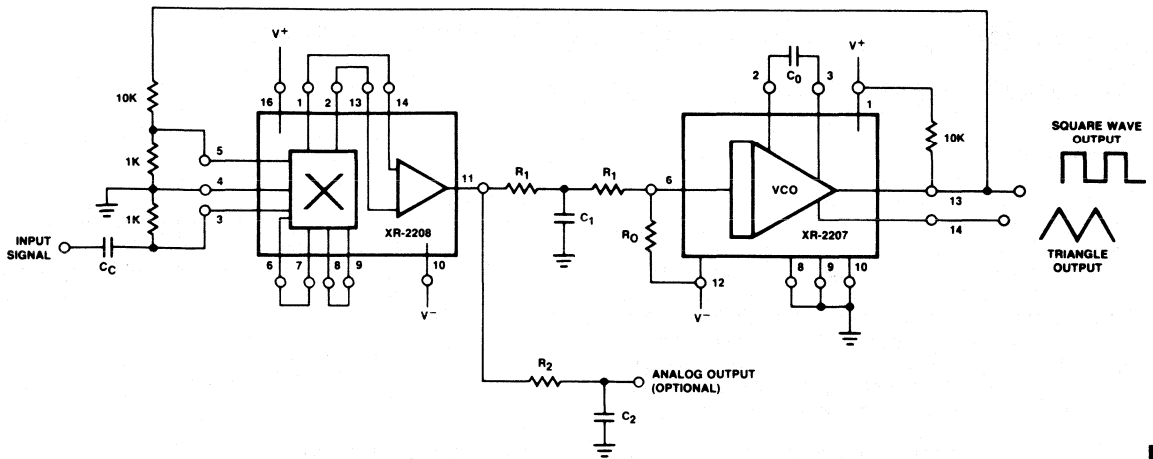 V+
16
1
2
13
14
10K
5
1K
4
1K
3
INPUT
SIGNAL
CC
6
7
8
9
10
V−
XR-2208
11
R1
R1
C1
R2
C2
ANALOG OUTPUT
(OPTIONAL)
2
C0
3
V+
1
10K
6
VCO
XR-2207
RO
12
V−
8
9
10
13
14
SQUARE WAVE
OUTPUT
TRIANGLE
OUTPUT